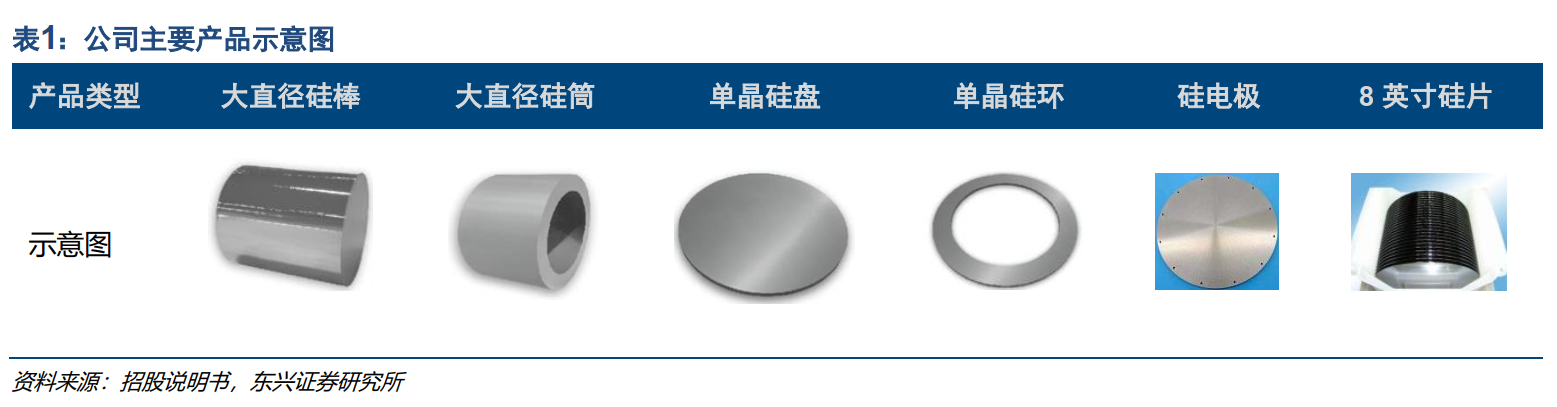 表1：公司主要产品示意图
产品类型 大直径硅棒 大直径硅筒 单晶硅盘 单晶硅环 硅电极 8 英寸硅片
示意图
资料来源：招股说明书，东兴证券研究所